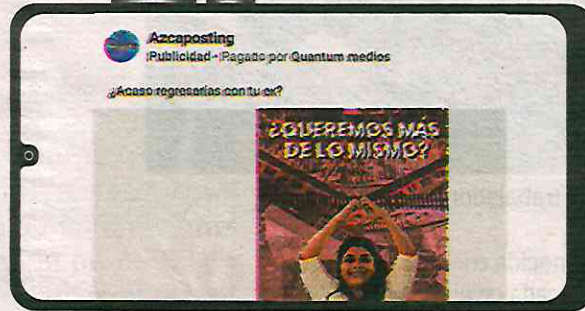 Azcaposting
Publicidad • Pagado por Quantum medios
¿Acaso regresarías con tu ex?
¿QUEREMOS MÁS
DE LO MISMO?